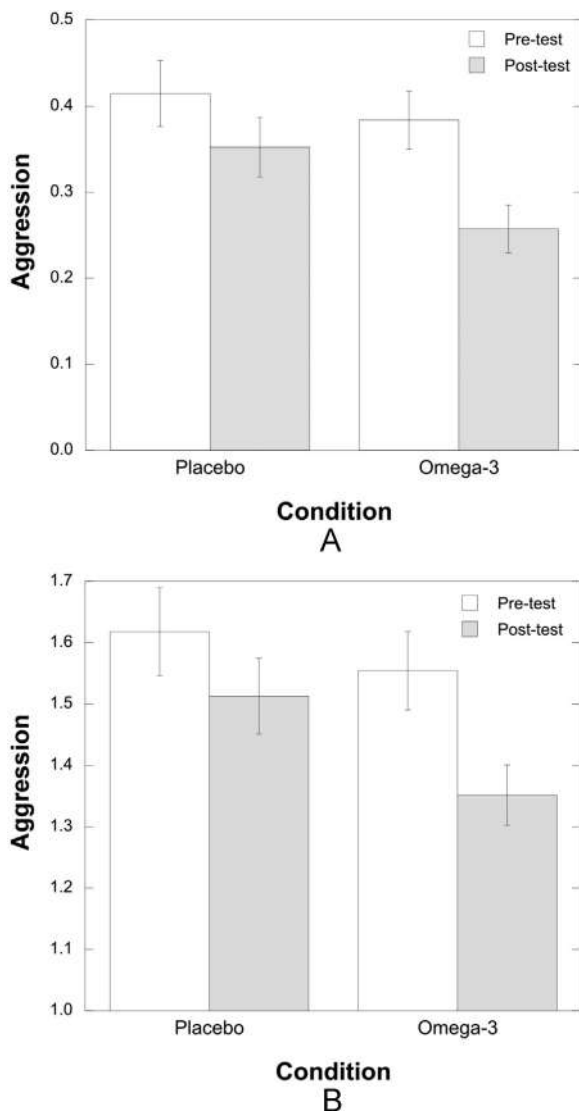 0.5
Pre-test
Post-test
0.4
0.3
0.2
0.1
0.0
Aggression
Placebo Omega-3
Condition
A
1.7
Pre-test
Post-test
1.6
1.5
1.4
1.3
1.2
1.1
1.0
Aggression
Placebo Omega-3
Condition
B